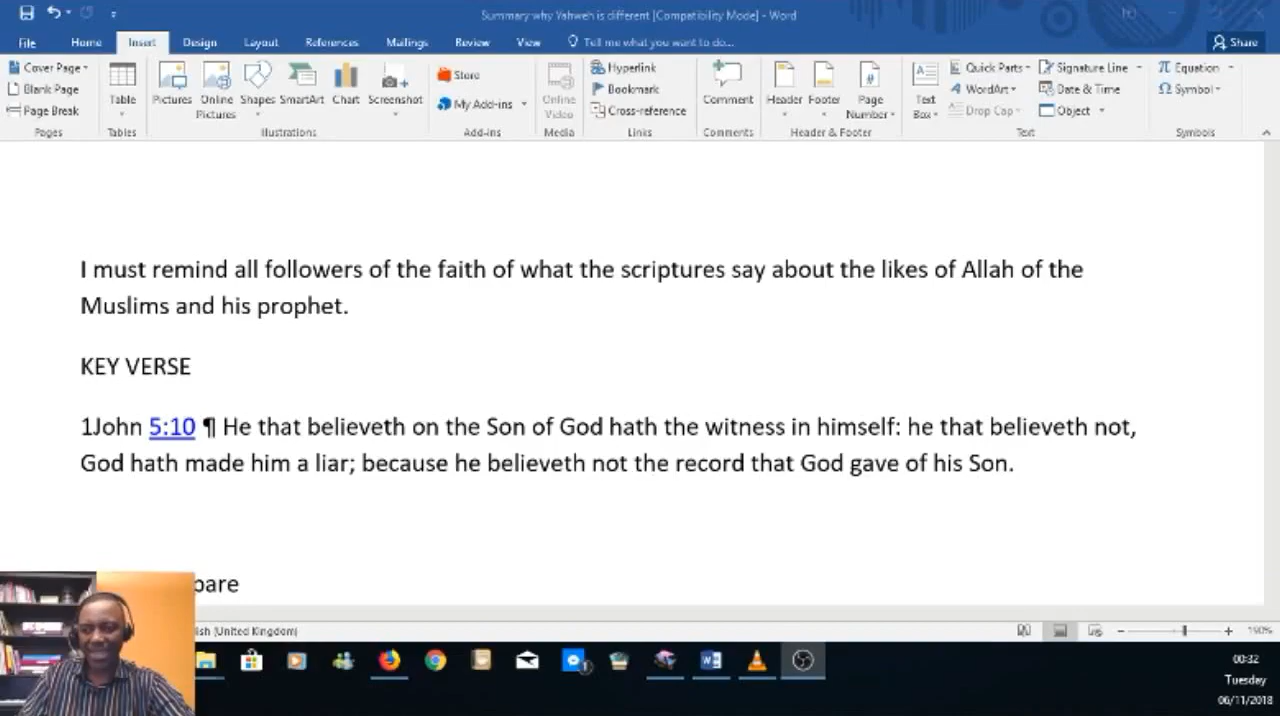 Summary why Yahweh is different [Compatibility Mode] - Word
File Home Insert Design Layout References Mailings Review View Tell me what you want to do... Share
Cover Page
Blank Page
Page Break
Pages
Table
Tables
Pictures
Online Pictures
Shapes
SmartArt
Chart
Screenshot
Illustrations
Store
My Add-ins
Add-ins
Online Video
Media
Hyperlink
Bookmark
Cross-reference
Links
Comment
Comments
Header
Footer
Page Number
Header & Footer
Text Box
Quick Parts
WordArt
Drop Cap
Signature Line
Date & Time
Object
Text
Equation
Symbol
Symbols
I must remind all followers of the faith of what the scriptures say about the likes of Allah of the
Muslims and his prophet.
KEY VERSE
1John 5:10 ¶ He that believeth on the Son of God hath the witness in himself: he that believeth not,
God hath made him a liar; because he believeth not the record that God gave of his Son.
pare
ish (United Kingdom)
190%
00:32
Tuesday
06/11/2018